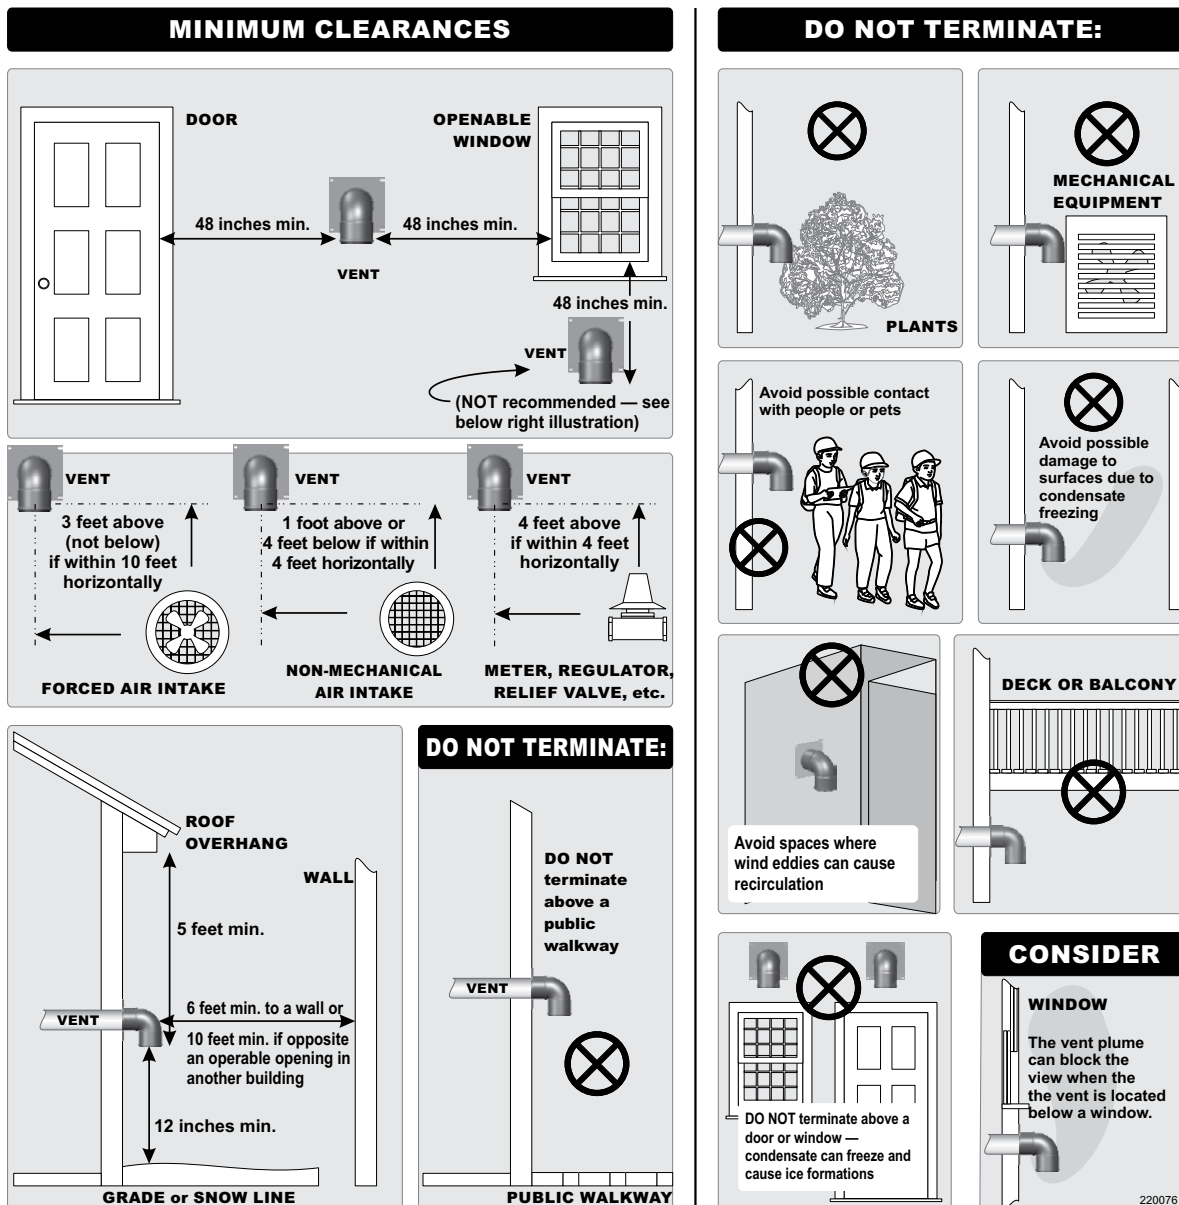 MINIMUM CLEARANCES
DOOR
OPENABLE
WINDOW
48 inches min.
48 inches min.
VENT
48 inches min.
VENT
(NOT recommended — see
below right illustration)
VENT
3 feet above
(not below)
if within 10 feet
horizontally
FORCED AIR INTAKE
VENT
1 foot above or
4 feet below if within
4 feet horizontally
NON-MECHANICAL
AIR INTAKE
VENT
4 feet above
if within 4 feet
horizontally
METER, REGULATOR,
RELIEF VALVE, etc.
ROOF
OVERHANG
WALL
5 feet min.
VENT
6 feet min. to a wall or
10 feet min. if opposite
an operable opening in
another building
12 inches min.
GRADE or SNOW LINE
DO NOT TERMINATE:
DO NOT
terminate
above a
public
walkway
VENT
PUBLIC WALKWAY
DO NOT TERMINATE:
PLANTS
MECHANICAL
EQUIPMENT
Avoid possible contact
with people or pets
Avoid possible
damage to
surfaces due to
condensate
freezing
Avoid spaces where
wind eddies can cause
recirculation
DECK OR BALCONY
DO NOT terminate above a
door or window —
condensate can freeze and
cause ice formations
CONSIDER
WINDOW
The vent plume
can block the
view when the
the vent is located
below a window.
220076